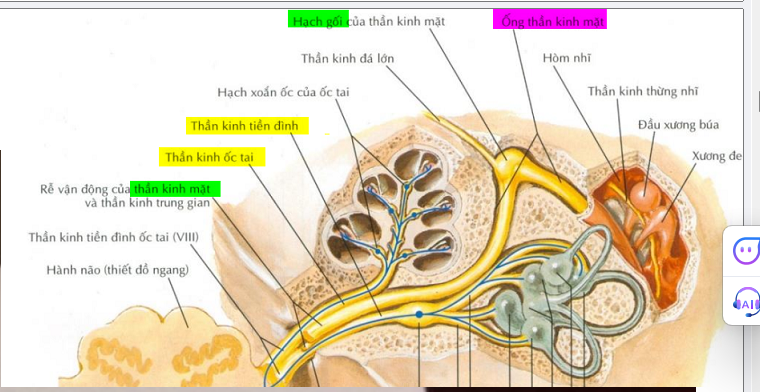 Hạch gối của thần kinh mặt
Ống thần kinh mặt
Thần kinh đá lớn
Hòm nhĩ
Hạch xoắn ốc của ốc tai
Thần kinh thừng nhĩ
Thần kinh tiền đình
Đầu xương búa
Thần kinh ốc tai
Xương đe
Rễ vận động của thần kinh mặt
và thần kinh trung gian
Thần kinh tiền đình ốc tai (VIII)
Hành não (thiết đồ ngang)
AI